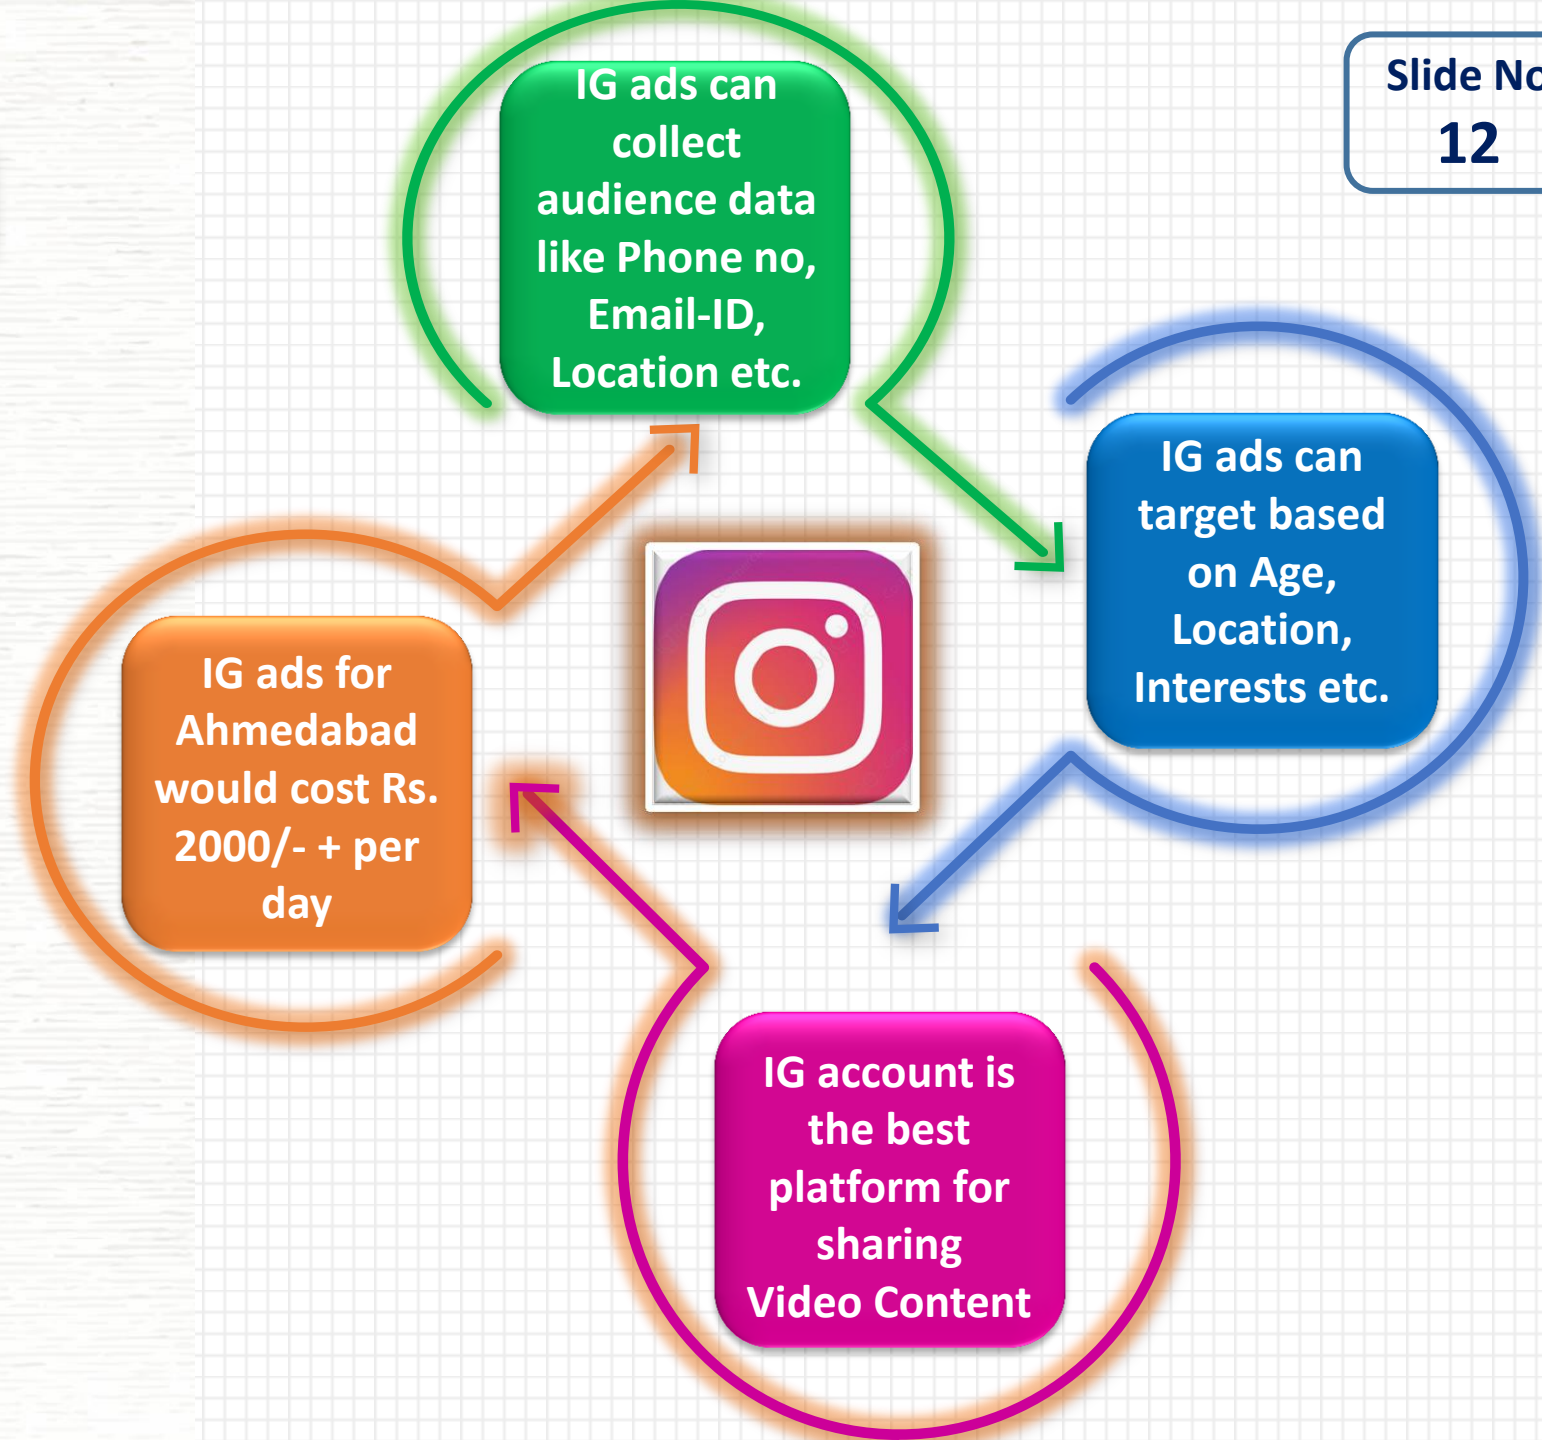 IG ads can
collect
audience data
like Phone no,
Email-ID,
Location etc.
Slide No
12
IG ads can
target based
on Age,
Location,
Interests etc.
IG ads for
Ahmedabad
would cost Rs.
2000/- + per
day
IG account is
the best
platform for
sharing
Video Content